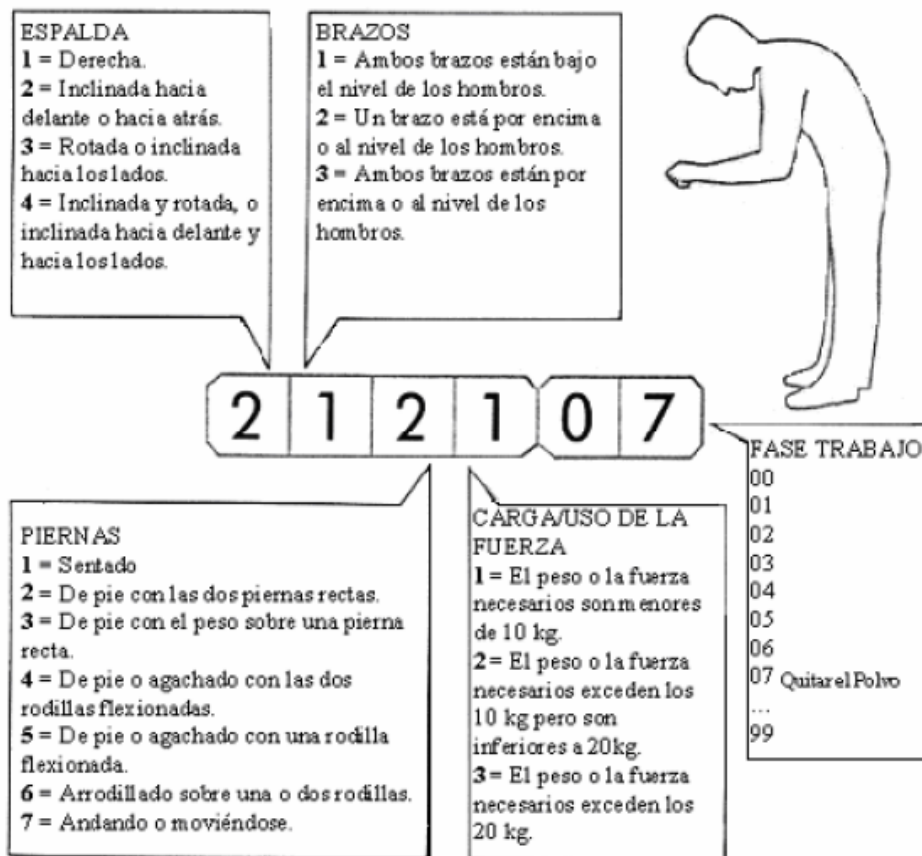 ESPALDA
1 = Derecha.
2 = Inclinada hacia
delante o hacia atrás.
3 = Rotada o inclinada
hacia los lados.
4 = Inclinada y rotada, o
inclinada hacia delante y
hacia los lados.
BRAZOS
1 = Ambos brazos están bajo
el nivel de los hombros.
2 = Un brazo está por encima
o al nivel de los hombros.
3 = Ambos brazos están por
encima o al nivel de los
hombros.
2 1 2 1 0 7
PIERNAS
1 = Sentado
2 = De pie con las dos piernas rectas.
3 = De pie con el peso sobre una pierna
recta.
4 = De pie o agachado con las dos
rodillas flexionadas.
5 = De pie o agachado con una rodilla
flexionada.
6 = Arrodillado sobre una o dos rodillas.
7 = Andando o moviéndose.
CARGA/USO DE LA
FUERZA
1 = El peso o la fuerza
necesarios son menores
de 10 kg.
2 = El peso o la fuerza
necesarios exceden los
10 kg pero son
inferiores a 20kg.
3 = El peso o la fuerza
necesarios exceden los
20 kg.
FASE TRABAJO
00
01
02
03
04
05
06
07 Quitar el Polvo
...
99